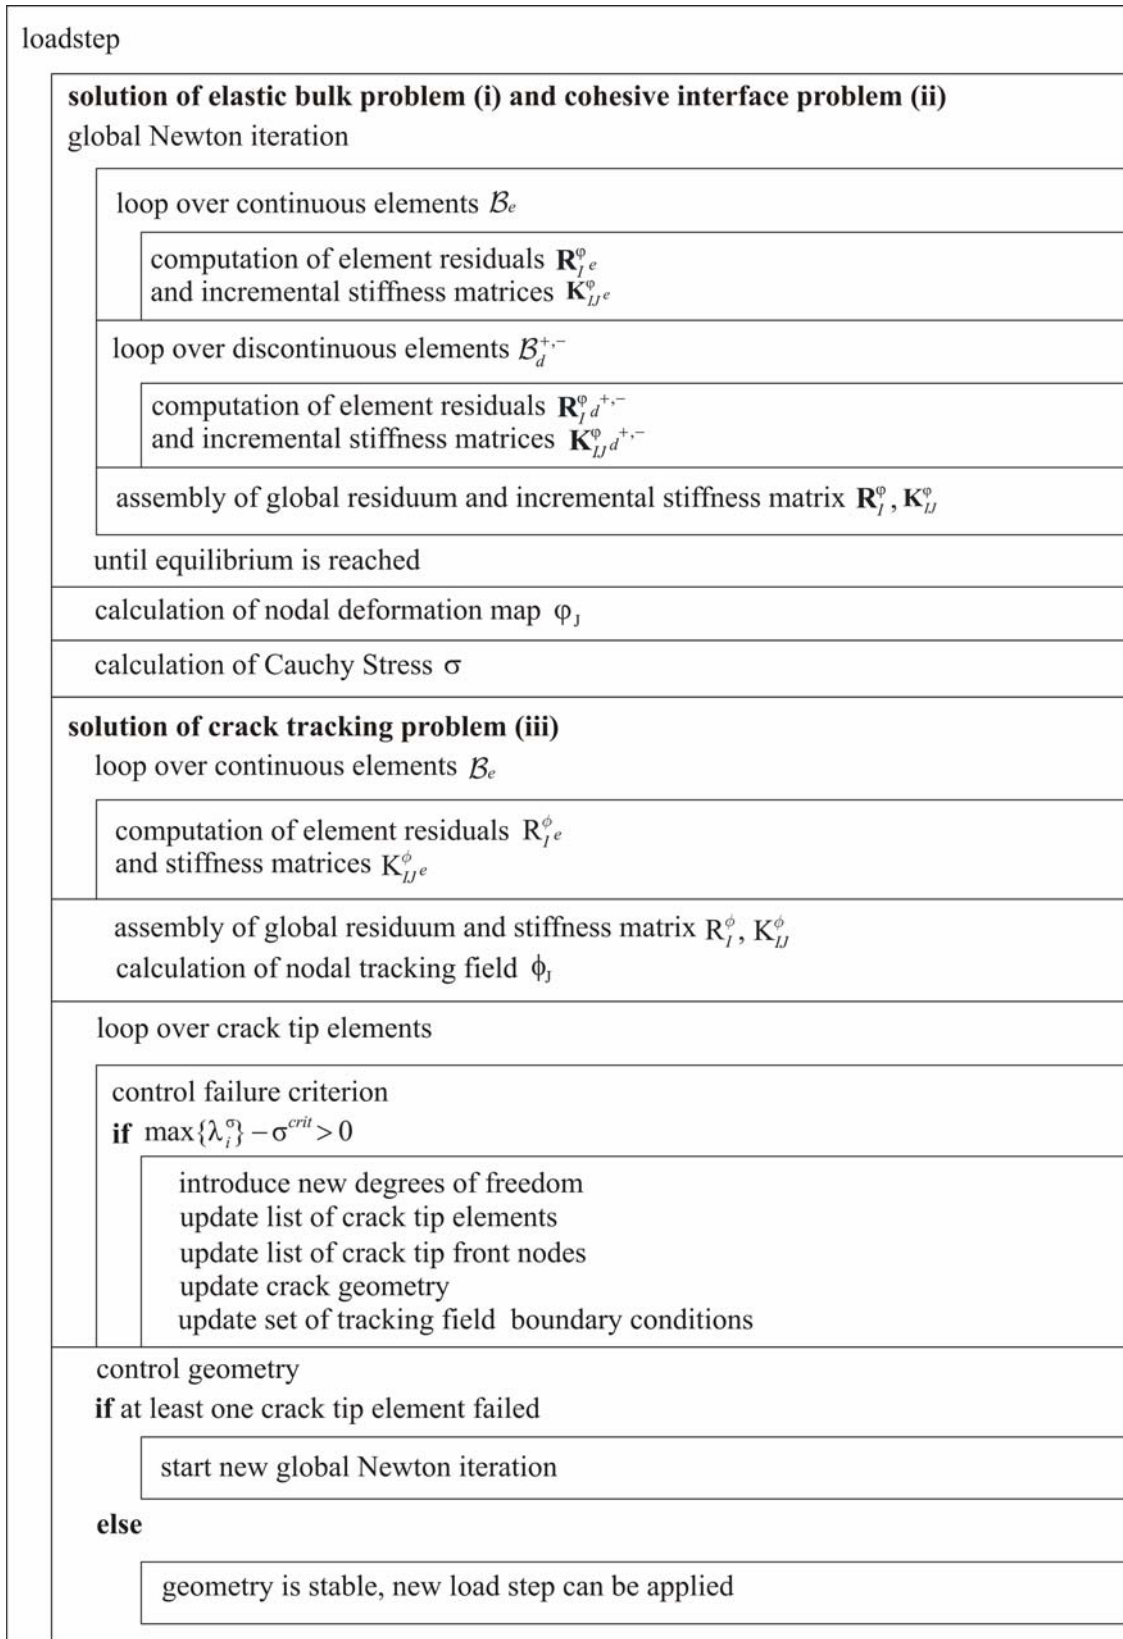 loadstep
solution of elastic bulk problem (i) and cohesive interface problem (ii)
global Newton iteration
loop over continuous elements ℬₑ
computation of element residuals R^φ_I e
and incremental stiffness matrices K^φ_IJ e
loop over discontinuous elements ℬ_d^+,-
computation of element residuals R^φ_I d^+,-
and incremental stiffness matrices K^φ_IJ d^+,-
assembly of global residuum and incremental stiffness matrix R^φ_I, K^φ_IJ
until equilibrium is reached
calculation of nodal deformation map φ_J
calculation of Cauchy Stress σ
solution of crack tracking problem (iii)
loop over continuous elements ℬₑ
computation of element residuals R^ϕ_I e
and stiffness matrices K^ϕ_IJ e
assembly of global residuum and stiffness matrix R^ϕ_I, K^ϕ_IJ
calculation of nodal tracking field ϕ_J
loop over crack tip elements
control failure criterion
if max{λ^σ_i} − σ^crit > 0
introduce new degrees of freedom
update list of crack tip elements
update list of crack tip front nodes
update crack geometry
update set of tracking field boundary conditions
control geometry
if at least one crack tip element failed
start new global Newton iteration
else
geometry is stable, new load step can be applied